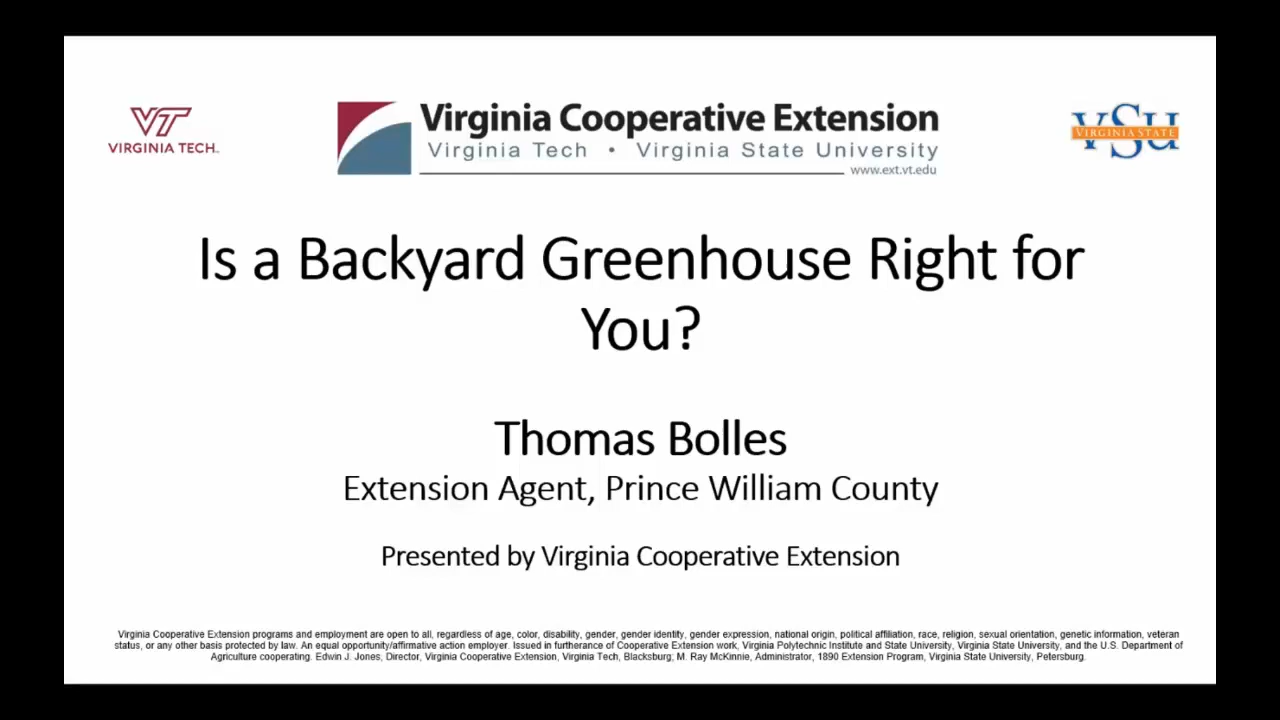 VT
VIRGINIA TECH.
Virginia Cooperative Extension
Virginia Tech • Virginia State University
www.ext.vt.edu
VSU
VIRGINIA STATE
Is a Backyard Greenhouse Right for
You?
Thomas Bolles
Extension Agent, Prince William County
Presented by Virginia Cooperative Extension
Virginia Cooperative Extension programs and employment are open to all, regardless of age, color, disability, gender, gender identity, gender expression, national origin, political affiliation, race, religion, sexual orientation, genetic information, veteran
status, or any other basis protected by law. An equal opportunity/affirmative action employer. Issued in furtherance of Cooperative Extension work, Virginia Polytechnic Institute and State University, Virginia State University, and the U.S. Department of
Agriculture cooperating. Edwin J. Jones, Director, Virginia Cooperative Extension, Virginia Tech, Blacksburg; M. Ray McKinnie, Administrator, 1890 Extension Program, Virginia State University, Petersburg.